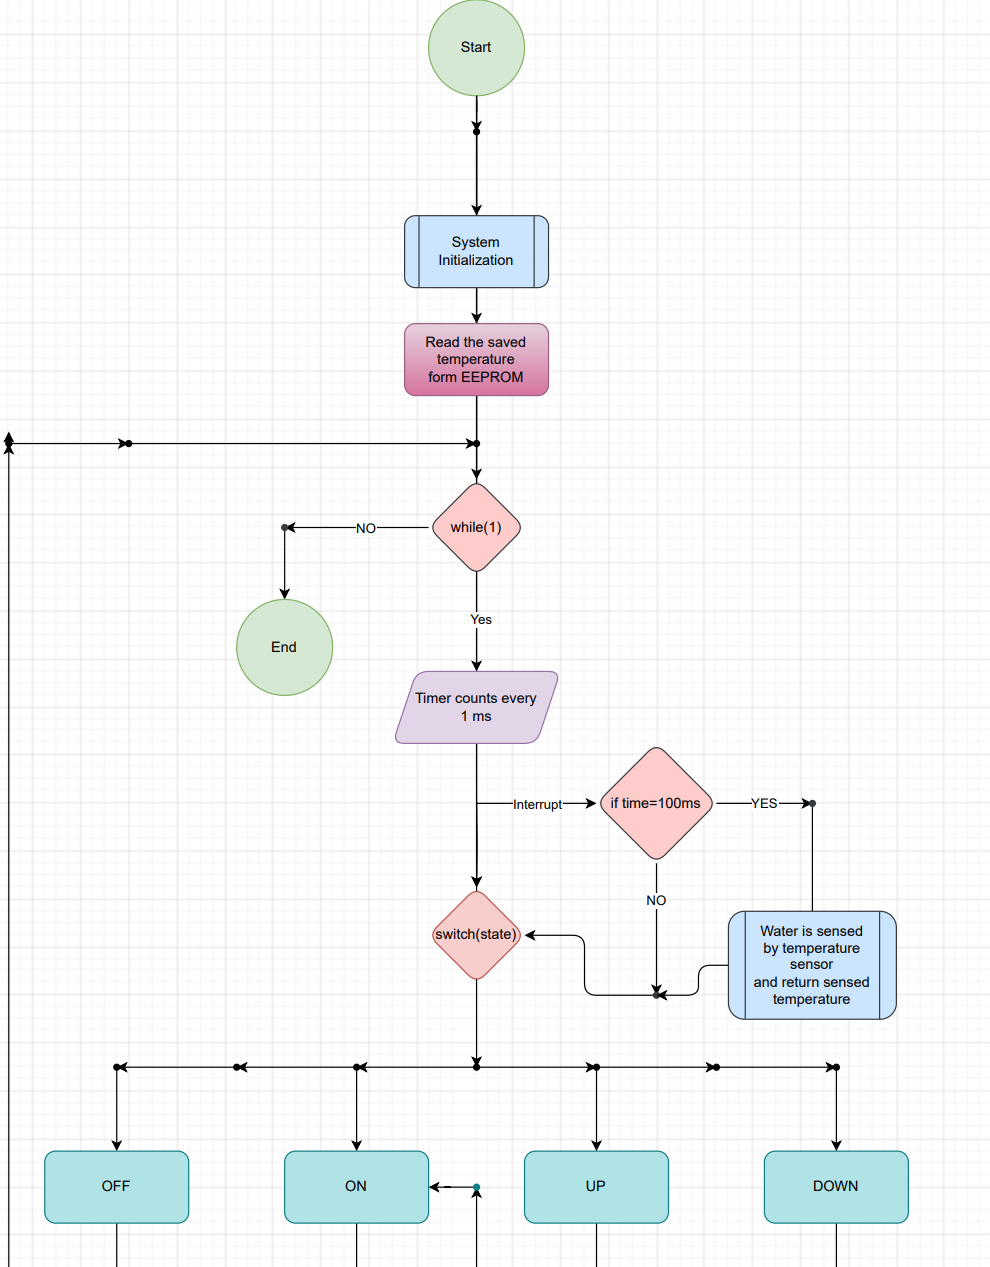 Start
System
Initialization
Read the saved
temperature
form EEPROM
while(1)
NO
End
Yes
Timer counts every
1 ms
Interrupt
if time=100ms
YES
NO
switch(state)
Water is sensed
by temperature
sensor
and return sensed
temperature
OFF
ON
UP
DOWN